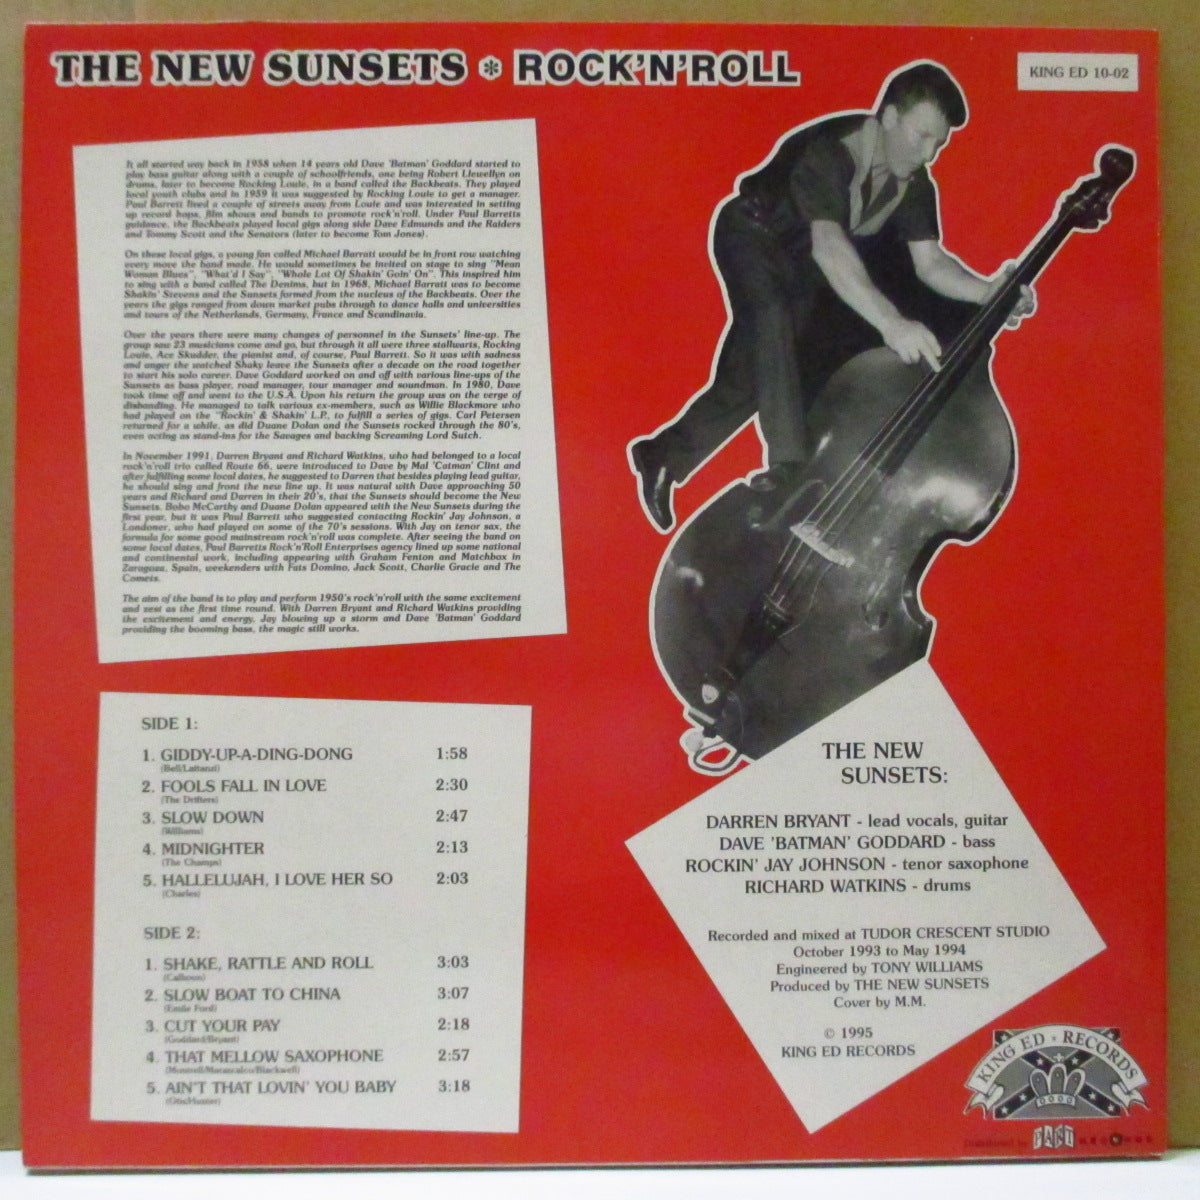 THE NEW SUNSETS * ROCK'N'ROLL
KING ED 10-02
It all started way back in 1958 when 14 years old Dave 'Batman' Goddard started to
play bass guitar along with a couple of schoolfriends, one being Robert Llewellyn on
drums, later to become Rocking Louie, in a band called the Backbeats. They played
local youth clubs and in 1959 it was suggested by Rocking Louie to get a manager.
Paul Barrett lived a couple of streets away from Louie and was interested in setting
up record hops, film shows and bands to promote rock'n'roll. Under Paul Barretts
guidance, the Backbeats played local gigs along side Dave Edmunds and the Raiders
and Tommy Scott and the Senators (later to become Tom Jones).
On these local gigs, a young fan called Michael Barratt would be in front row watching
every move the band made. He would sometimes be invited on stage to sing "Mean
Woman Blues", "What'd I Say", "Whole Lot Of Shakin' Goin' On". This inspired him
to sing with a band called The Denims, but in 1968, Michael Barratt was to become
Shakin' Stevens and the Sunsets formed from the nucleus of the Backbeats. Over the
years the gigs ranged from down market pubs through to dance halls and universities
and tours of the Netherlands, Germany, France and Scandinavia.
Over the years there were many changes of personnel in the Sunsets' line-up. The
group saw 23 musicians come and go, but through it all were three stallwarts, Rocking
Louie, Ace Skudder, the pianist and, of course, Paul Barrett. So it was with sadness
and anger the watched Shaky leave the Sunsets after a decade on the road together
to start his solo career. Dave Goddard worked on and off with various line-ups of the
Sunsets as bass player, road manager, tour manager and soundman. In 1980, Dave
took time off and went to the U.S.A. Upon his return the group was on the verge of
disbanding. He managed to talk various ex-members, such as Willie Blackmore who
had played on the "Rockin' & Shakin' L.P., to fulfill a series of gigs. Carl Petersen
returned for a while, as did Duane Dolan and the Sunsets rocked through the 80's,
even acting as stand-ins for the Savages and backing Screaming Lord Sutch.
In November 1991, Darren Bryant and Richard Watkins, who had belonged to a local
rock'n'roll trio called Route 66, were introduced to Dave by Mal 'Catman' Clint and
after fulfilling some local dates, he suggested to Darren that besides playing lead guitar,
he should sing and front the new line up. It was natural with Dave approaching 50
years and Richard and Darren in their 20's, that the Sunsets should become the New
Sunsets. Bobo McCarthy and Duane Dolan appeared with the New Sunsets during the
first year, but it was Paul Barrett who suggested contacting Rockin' Jay Johnson, a
Londoner, who had played on some of the 70's sessions. With Jay on tenor sax, the
formula for some good mainstream rock'n'roll was complete. After seeing the band on
some local dates, Paul Barretts Rock'n'Roll Enterprises agency lined up some national
and continental work, including appearing with Graham Fenton and Matchbox in
Zaragoza, Spain, weekenders with Fats Domino, Jack Scott, Charlie Gracie and The
Comets.
The aim of the band is to play and perform 1950's rock'n'roll with the same excitement
and zest as the first time round. With Darren Bryant and Richard Watkins providing
the excitement and energy, Jay blowing up a storm and Dave 'Batman' Goddard
providing the booming bass, the magic still works.
SIDE 1:
1. GIDDY-UP-A-DING-DONG 1:58
(Bell/Lattanzi)
2. FOOLS FALL IN LOVE 2:30
(The Drifters)
3. SLOW DOWN 2:47
(Williams)
4. MIDNIGHTER 2:13
(The Champs)
5. HALLELUJAH, I LOVE HER SO 2:03
(Charles)
SIDE 2:
1. SHAKE, RATTLE AND ROLL 3:03
(Calhoun)
2. SLOW BOAT TO CHINA 3:07
(Emile Ford)
3. CUT YOUR PAY 2:18
(Goddard/Bryant)
4. THAT MELLOW SAXOPHONE 2:57
(Montrell/Marascalco/Blackwell)
5. AIN'T THAT LOVIN' YOU BABY 3:18
(Otis/Hunter)
THE NEW
SUNSETS:
DARREN BRYANT - lead vocals, guitar
DAVE 'BATMAN' GODDARD - bass
ROCKIN' JAY JOHNSON - tenor saxophone
RICHARD WATKINS - drums
Recorded and mixed at TUDOR CRESCENT STUDIO
October 1993 to May 1994
Engineered by TONY WILLIAMS
Produced by THE NEW SUNSETS
Cover by M.M.
© 1995
KING ED RECORDS
KING ED * RECORDS
Distributed by PART RECORDS